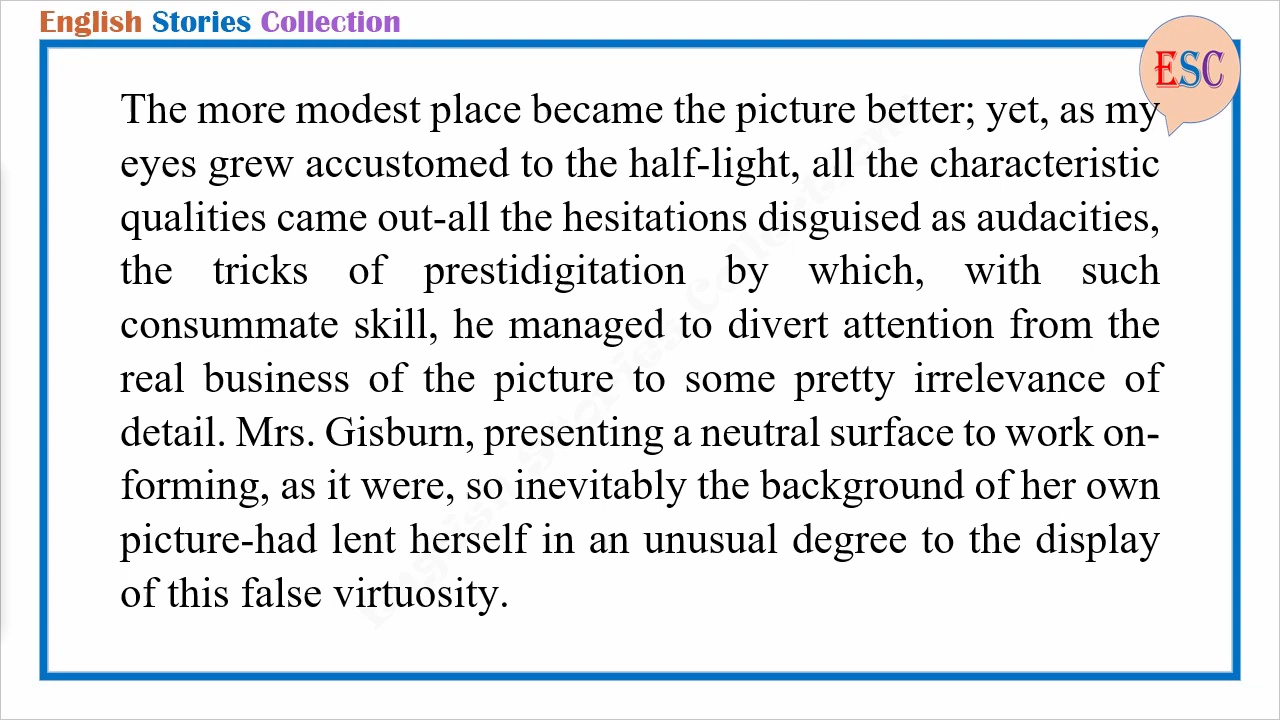 English Stories Collection
ESC
The more modest place became the picture better; yet, as my
eyes grew accustomed to the half-light, all the characteristic
qualities came out-all the hesitations disguised as audacities,
the tricks of prestidigitation by which, with such
consummate skill, he managed to divert attention from the
real business of the picture to some pretty irrelevance of
detail. Mrs. Gisburn, presenting a neutral surface to work on-
forming, as it were, so inevitably the background of her own
picture-had lent herself in an unusual degree to the display
of this false virtuosity.
English Stories Collection